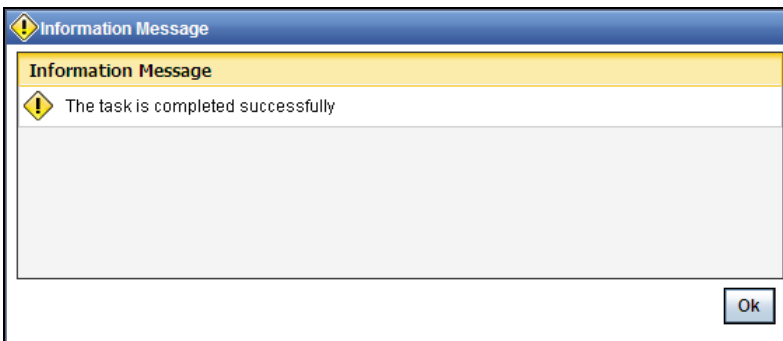 Information Message
Information Message
The task is completed successfully
Ok